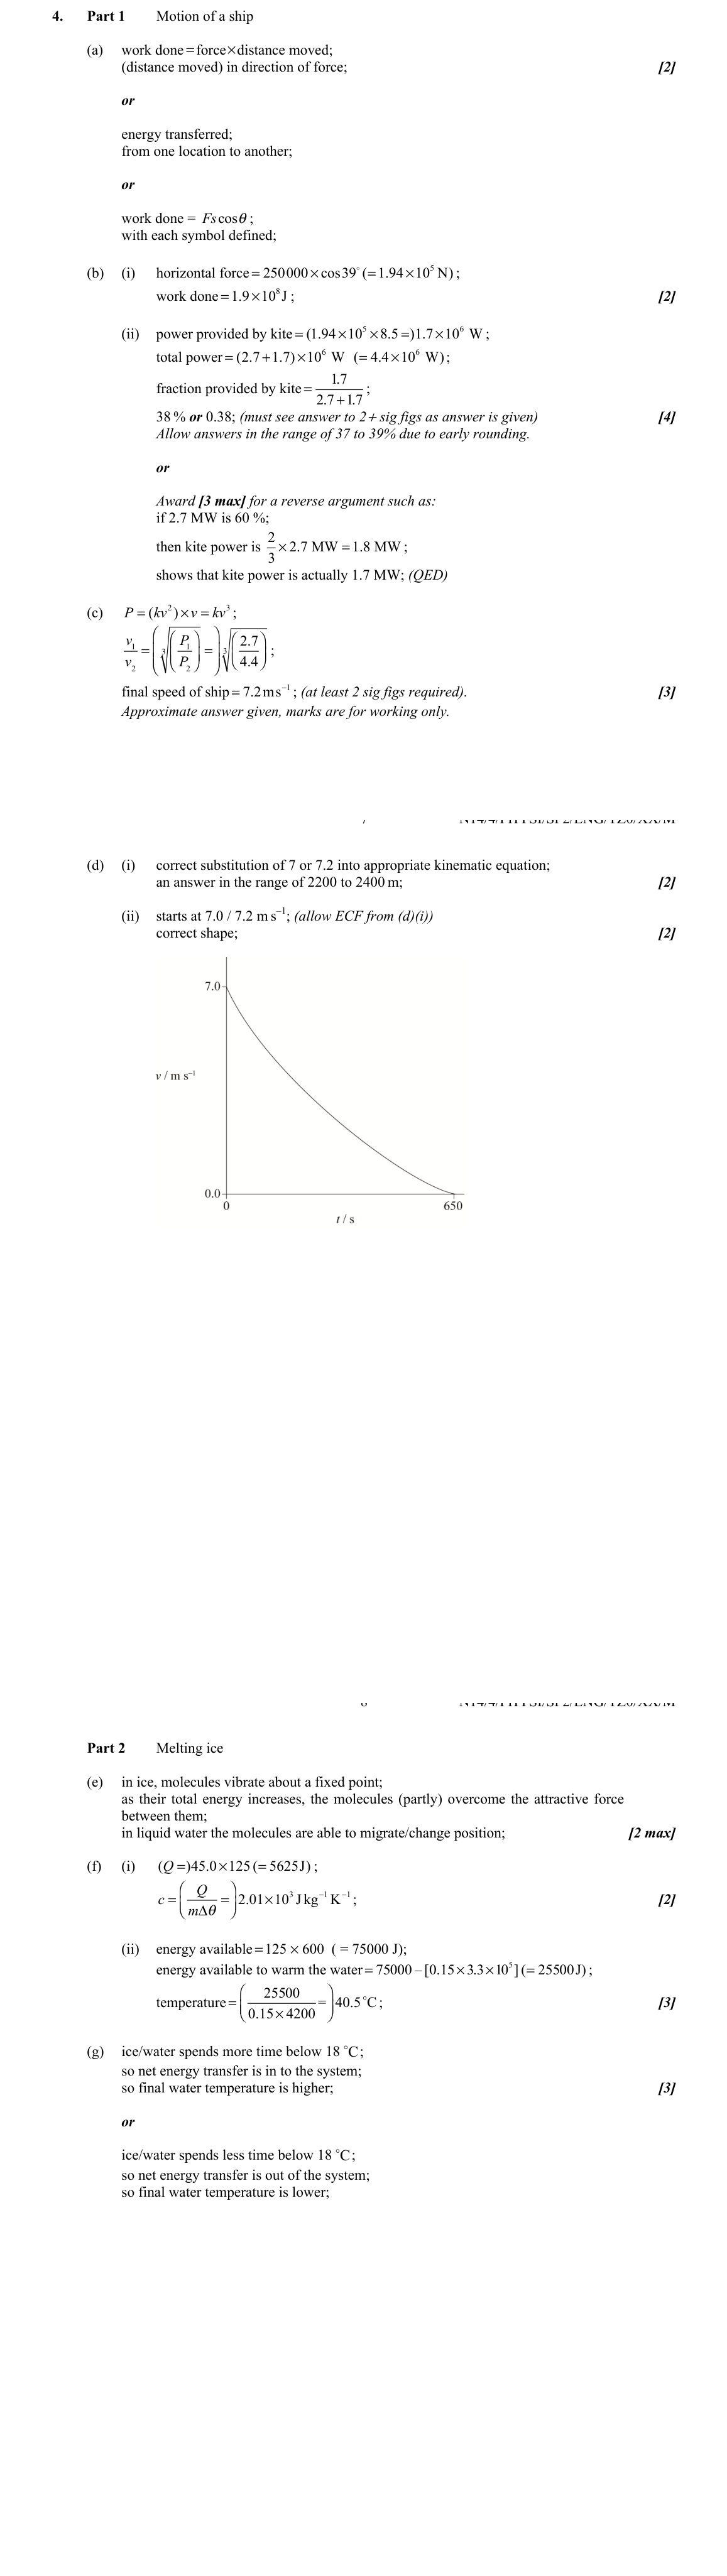 4. Part 1 Motion of a ship
(a) work done=force×distance moved;
(distance moved) in direction of force; [2]
or
energy transferred;
from one location to another;
or
work done = Fs cosθ;
with each symbol defined;
(b) (i) horizontal force=250000×cos39° (=1.94×10⁵ N);
work done=1.9×10⁸ J; [2]
(ii) power provided by kite=(1.94×10⁵×8.5=)1.7×10⁶ W;
total power=(2.7+1.7)×10⁶ W (=4.4×10⁶ W);
fraction provided by kite=1.7/(2.7+1.7);
38 % or 0.38; (must see answer to 2+ sig figs as answer is given) [4]
Allow answers in the range of 37 to 39% due to early rounding.
or
Award [3 max] for a reverse argument such as:
if 2.7 MW is 60 %;
then kite power is 2/3×2.7 MW=1.8 MW;
shows that kite power is actually 1.7 MW; (QED)
(c) P=(kv²)×v=kv³;
v₁/v₂=(∛(P₁/P₂)=)∛(2.7/4.4);
final speed of ship=7.2 m s⁻¹; (at least 2 sig figs required). [3]
Approximate answer given, marks are for working only.
(d) (i) correct substitution of 7 or 7.2 into appropriate kinematic equation;
an answer in the range of 2200 to 2400 m; [2]
(ii) starts at 7.0 / 7.2 m s⁻¹; (allow ECF from (d)(i))
correct shape; [2]
7.0
v / m s⁻¹
0.0
0 650
t / s
Part 2 Melting ice
(e) in ice, molecules vibrate about a fixed point;
as their total energy increases, the molecules (partly) overcome the attractive force
between them;
in liquid water the molecules are able to migrate/change position; [2 max]
(f) (i) (Q=)45.0×125(=5625J);
c=(Q/mΔθ=)2.01×10³ J kg⁻¹ K⁻¹; [2]
(ii) energy available=125 × 600 ( = 75000 J);
energy available to warm the water=75000–[0.15×3.3×10⁵](=25500J);
temperature=(25500/0.15×4200=)40.5°C; [3]
(g) ice/water spends more time below 18 °C;
so net energy transfer is in to the system;
so final water temperature is higher; [3]
or
ice/water spends less time below 18 °C;
so net energy transfer is out of the system;
so final water temperature is lower;